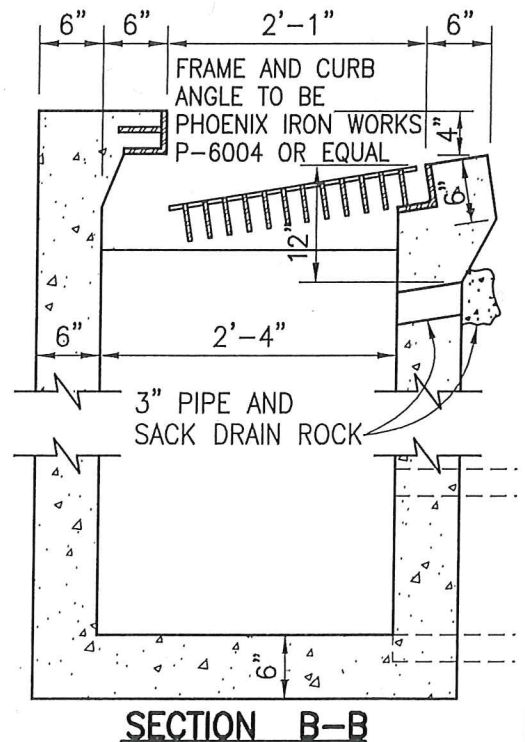 6" 6" 2'-1" 6"
FRAME AND CURB
ANGLE TO BE
PHOENIX IRON WORKS
P-6004 OR EQUAL
4"
6"
12"
6" 2'-4"
3" PIPE AND
SACK DRAIN ROCK
6"
SECTION B-B